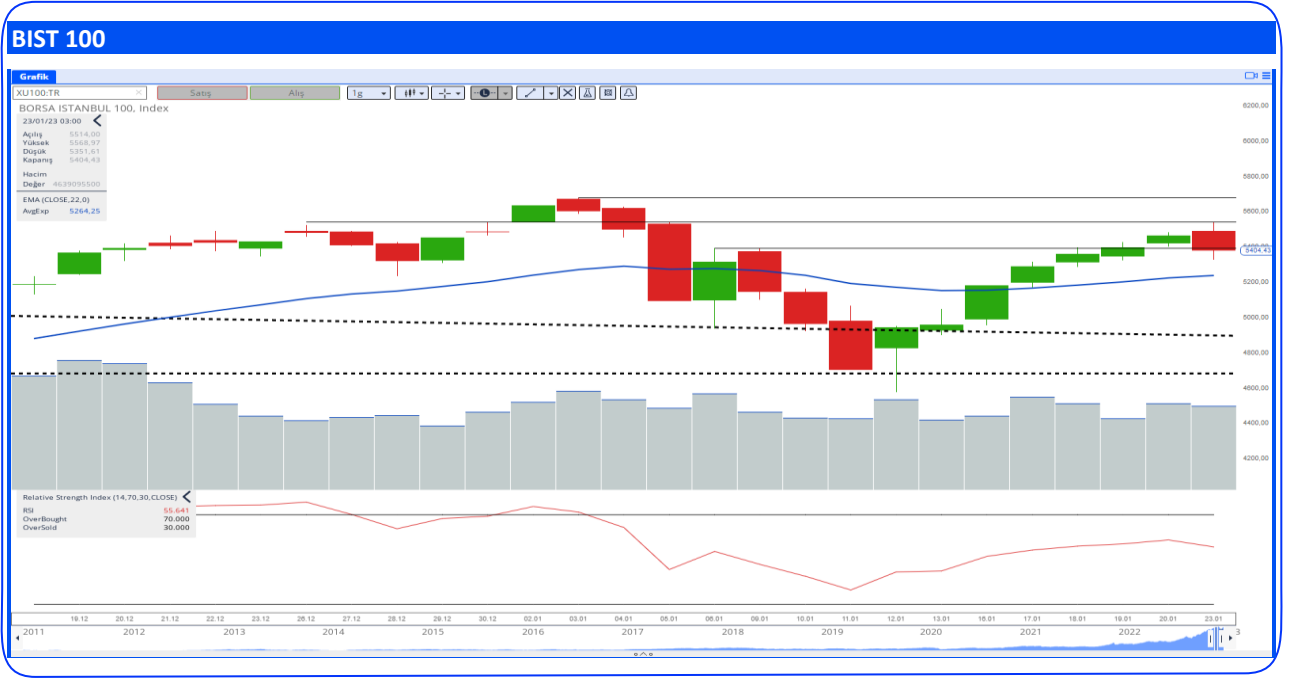 BIST 100
Grafik
XU100:TR
Satış
Alış
1g
L
BORSA ISTANBUL 100, Index
23/01/23 03:00
Açılış 5514,00
Yüksek 5568,97
Düşük 5351,61
Kapanış 5404,43
Hacim
Değer 4639095500
EMA (CLOSE,22,0)
AvgExp 5264,25
6200,00
6000,00
5800,00
5600,00
5400,00
5404,43
5200,00
5000,00
4800,00
4600,00
4400,00
4200,00
Relative Strength Index (14,70,30,CLOSE)
RSI 55.641
OverBought 70.000
OverSold 30.000
19.12 20.12 21.12 22.12 23.12 26.12 27.12 28.12 29.12 30.12 02.01 03.01 04.01 05.01 06.01 09.01 10.01 11.01 12.01 13.01 16.01 17.01 18.01 19.01 20.01 23.01
2011 2012 2013 2014 2015 2016 2017 2018 2019 2020 2021 2022 3